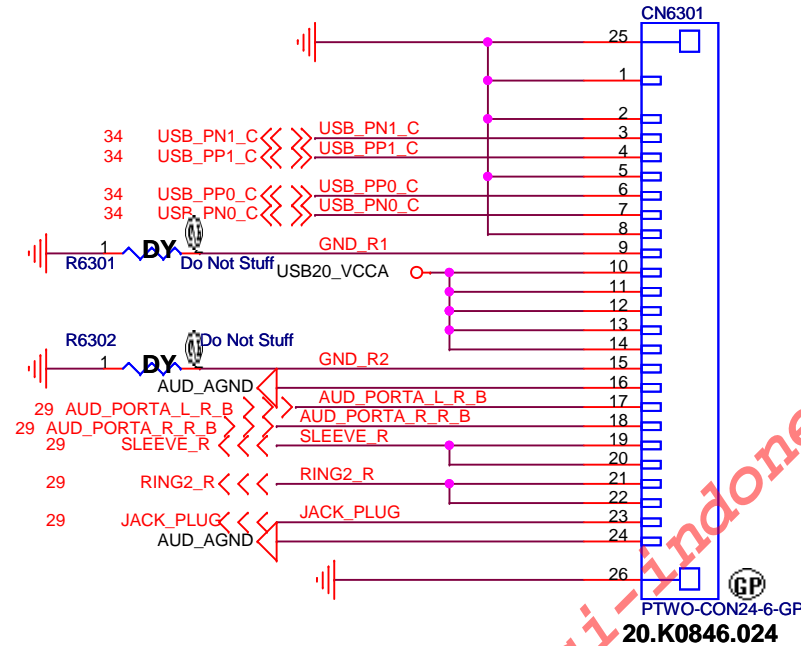 CN6301
25
1
2
34 USB_PN1_C USB_PN1_C 3
34 USB_PP1_C USB_PP1_C 4
5
34 USB_PP0_C USB_PP0_C 6
34 USB_PN0_C USB_PN0_C 7
8
1 DY GND_R1 9
R6301 Do Not Stuff
USB20_VCCA 10
11
12
13
R6302 Do Not Stuff 14
1 DY GND_R2 15
AUD_AGND 16
29 AUD_PORTA_L_R_B AUD_PORTA_L_R_B 17
29 AUD_PORTA_R_R_B AUD_PORTA_R_R_B 18
29 SLEEVE_R SLEEVE_R 19
20
29 RING2_R RING2_R 21
22
29 JACK_PLUG JACK_PLUG 23
AUD_AGND 24
26
GP
PTWO-CON24-6-GP
20.K0846.024